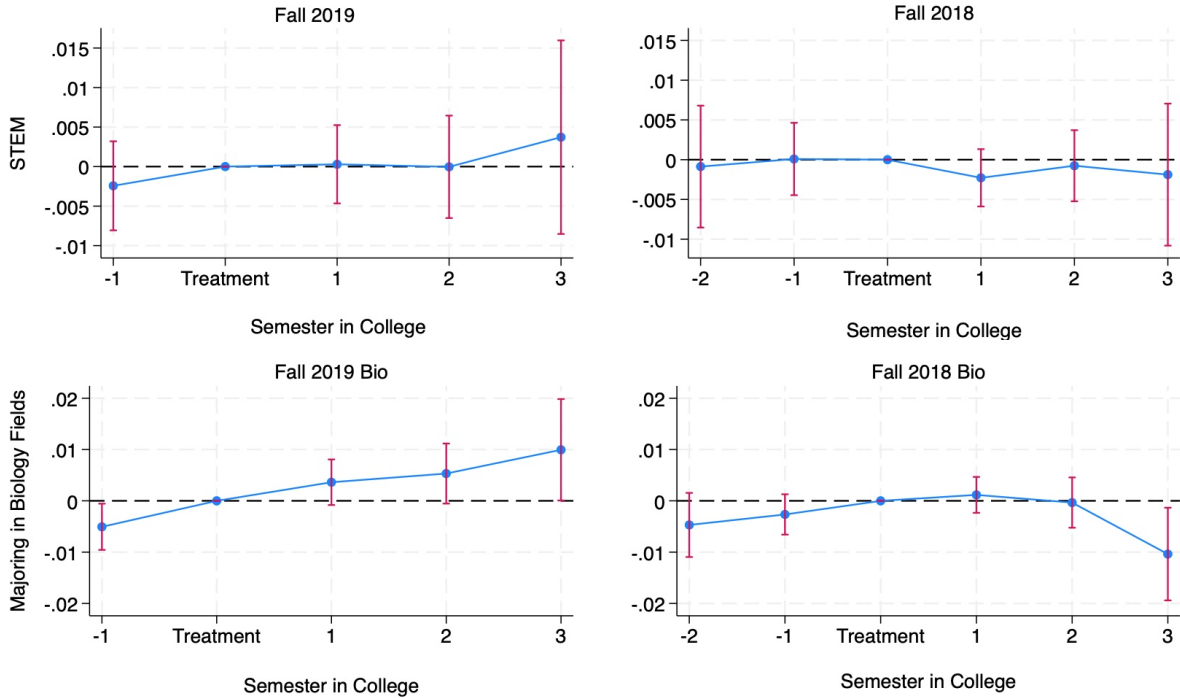 Fall 2019
STEM
.015
.01
.005
0
-.005
-.01
-1 Treatment 1 2 3
Semester in College
Fall 2018
.015
.01
.005
0
-.005
-.01
-2 -1 Treatment 1 2 3
Semester in College
Fall 2019 Bio
Majoring in Biology Fields
.02
.01
0
-.01
-.02
-1 Treatment 1 2 3
Semester in College
Fall 2018 Bio
.02
.01
0
-.01
-.02
-2 -1 Treatment 1 2 3
Semester in College